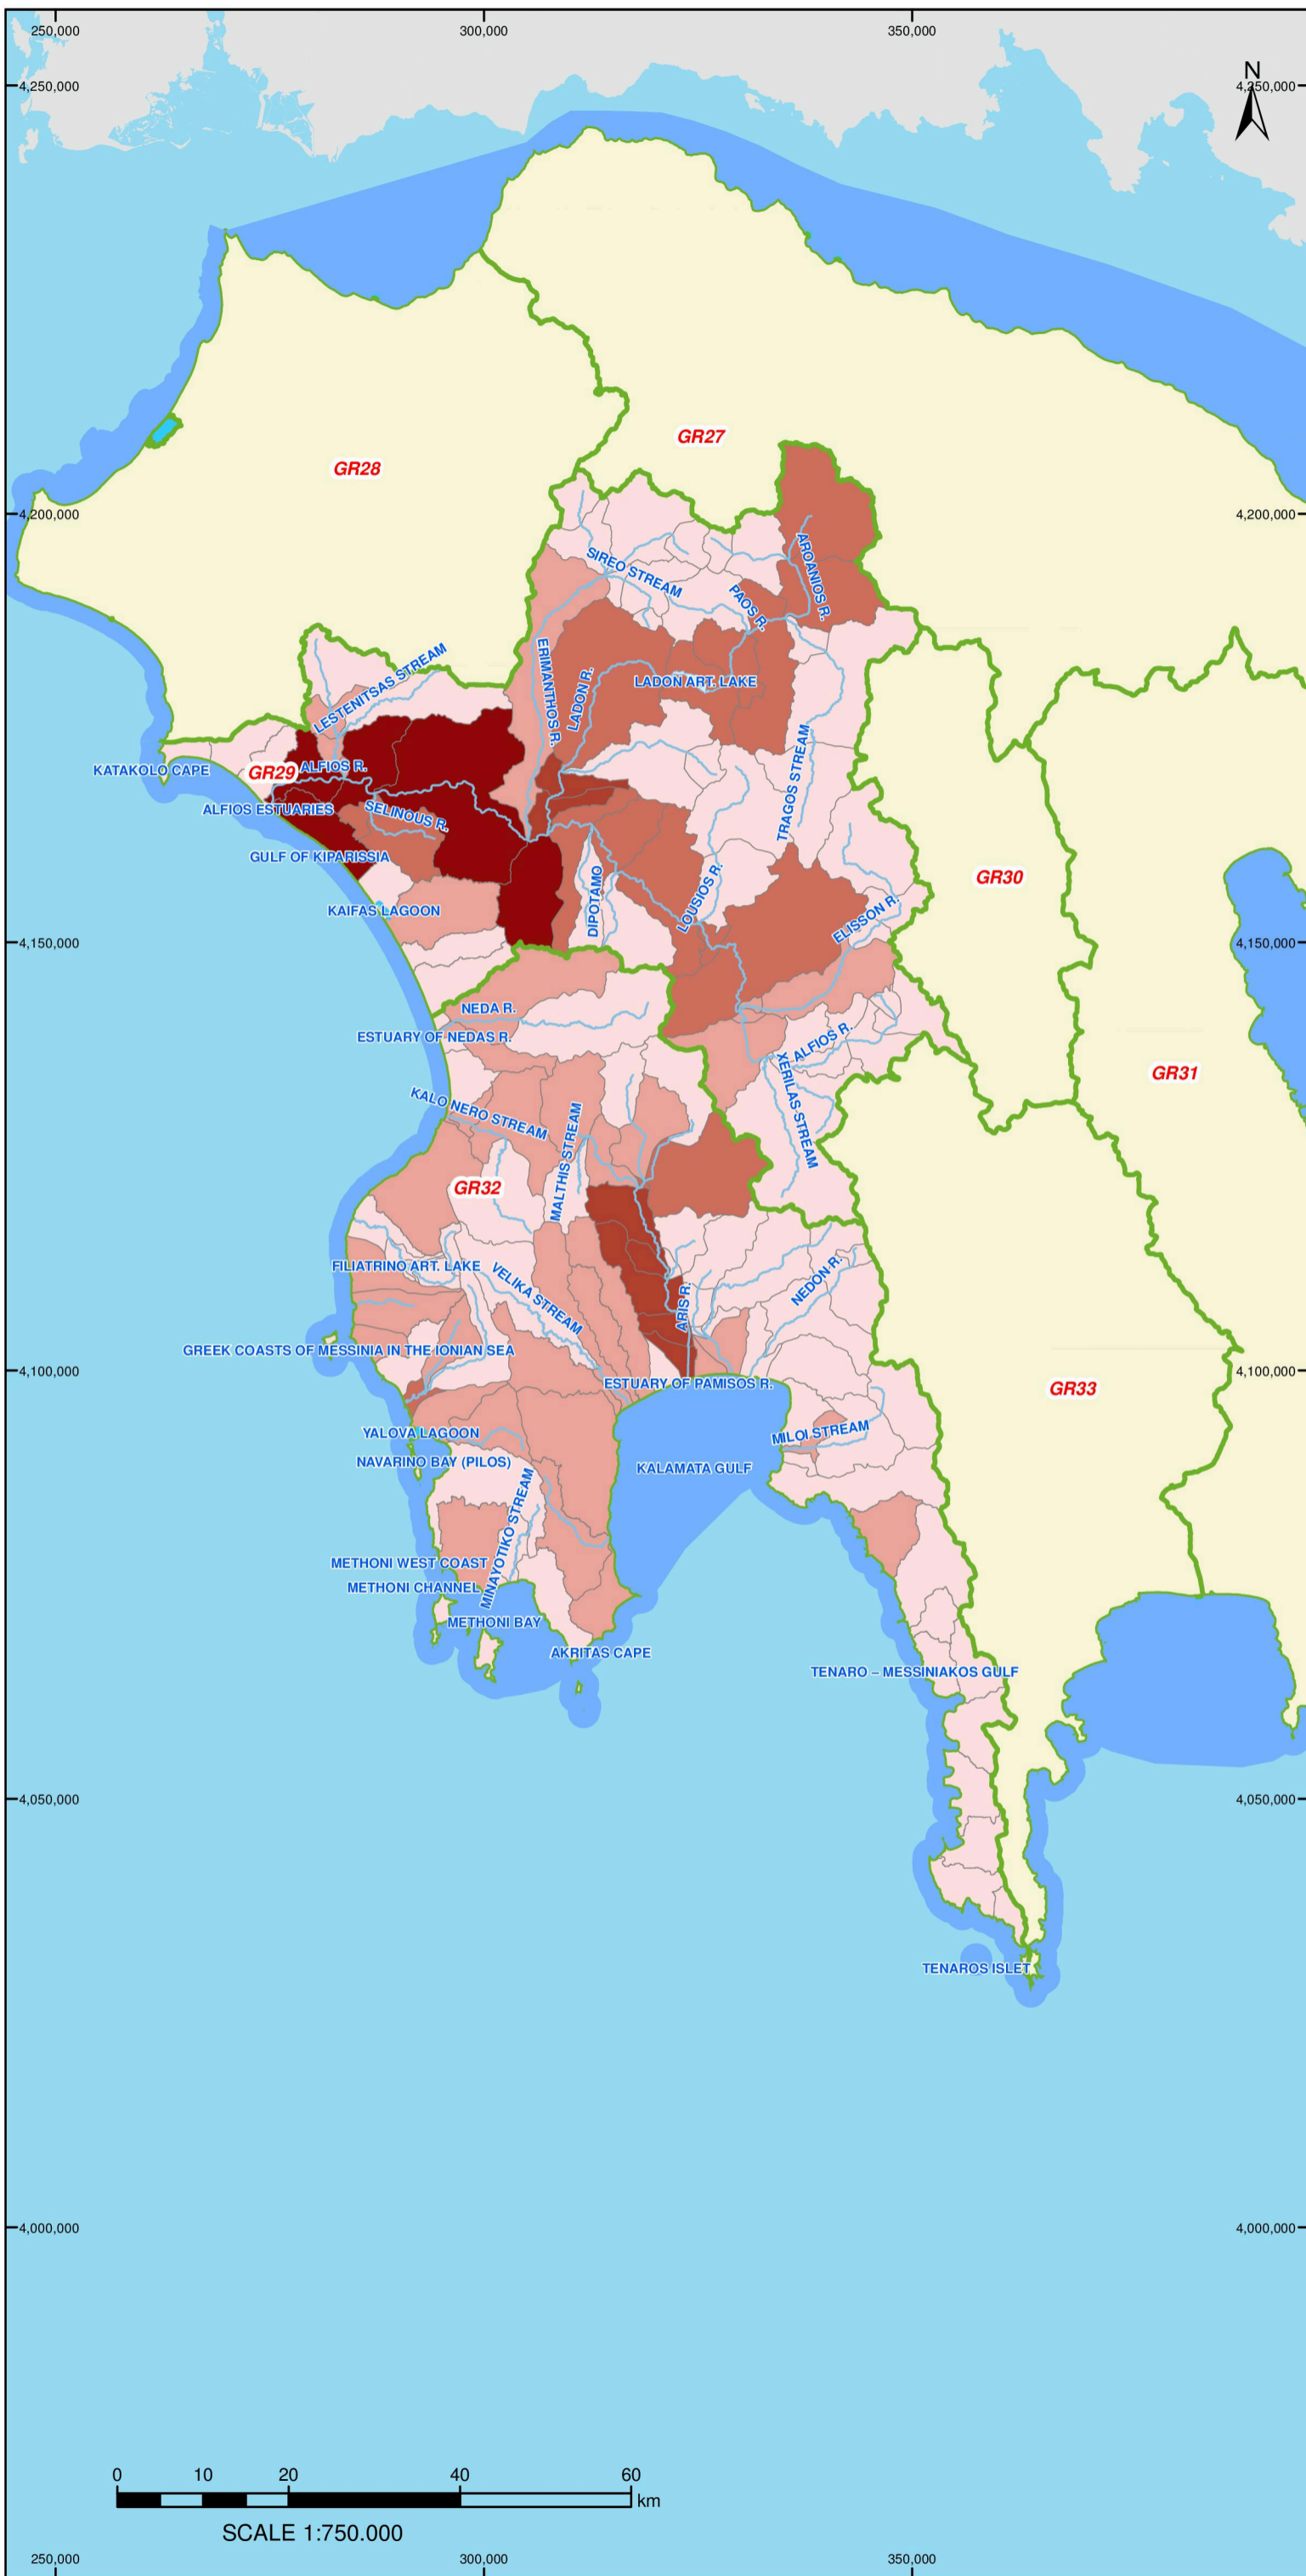 250,000
300,000
350,000
4,250,000
N
4,250,000
GR27
GR28
4,200,000
4,200,000
SIREO STREAM
AROANIOS R.
PAOS R.
LESTENITSAS STREAM
ERIMANTHOS R.
LADON R.
LADON ART. LAKE
TRAGOS STREAM
KATAKOLO CAPE
GR29
ALFIOS R.
ALFIOS ESTUARIES
SELINOUS R.
GULF OF KIPARISSIA
GR30
KAIFAS LAGOON
DIPOTAMO
LOUSIOS R.
ELISSON R.
4,150,000
4,150,000
NEDA R.
ESTUARY OF NEDAS R.
ALFIOS R.
GR31
XERILAS STREAM
KALO NERO STREAM
MALTHIS STREAM
GR32
FILIATRINO ART. LAKE
VELIKA STREAM
NEDON R.
ARIS R.
GREEK COASTS OF MESSINIA IN THE IONIAN SEA
4,100,000
4,100,000
ESTUARY OF PAMISOS R.
GR33
YALOVA LAGOON
MILOI STREAM
NAVARINO BAY (PILOS)
KALAMATA GULF
MINAYOTIKO STREAM
METHONI WEST COAST
METHONI CHANNEL
METHONI BAY
AKRITAS CAPE
TENARO – MESSINIAKOS GULF
4,050,000
4,050,000
TENAROS ISLET
4,000,000
4,000,000
0 10 20 40 60
km
SCALE 1:750.000
250,000
300,000
350,000